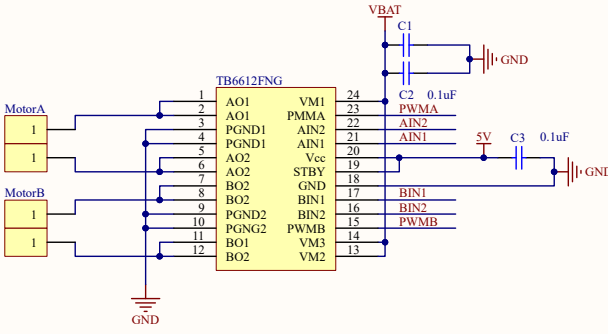 VBAT
C1
GND
TB6612FNG
C2 0.1uF
MotorA
1 AO1 VM1 24
1 2 AO1 PMMA 23 PWMA
3 PGND1 AIN2 22 AIN2
4 PGND1 AIN1 21 AIN1 5V C3 0.1uF
1 5 AO2 Vcc 20
6 AO2 STBY 19 GND
MotorB 7 BO2 GND 18
8 BO2 BIN1 17 BIN1
1 9 PGND2 BIN2 16 BIN2
10 PGNG2 PWMB 15 PWMB
1 11 BO1 VM3 14
12 BO2 VM2 13
GND